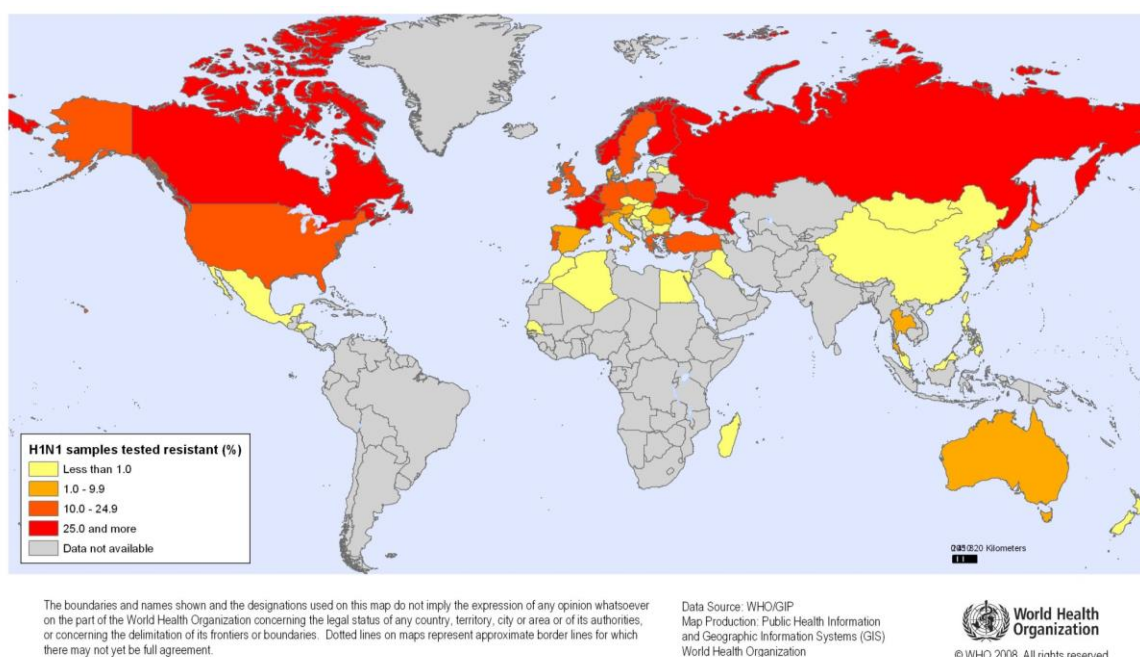 H1N1 samples tested resistant (%)
Less than 1.0
1.0 - 9.9
10.0 - 24.9
25.0 and more
Data not available
Kilometers
The boundaries and names shown and the designations used on this map do not imply the expression of any opinion whatsoever
on the part of the World Health Organization concerning the legal status of any country, territory, city or area or of its authorities,
or concerning the delimitation of its frontiers or boundaries.  Dotted lines on maps represent approximate border lines for which
there may not yet be full agreement.
Data Source: WHO/GIP
Map Production: Public Health Information
and Geographic Information Systems (GIS)
World Health Organization
World Health
Organization
© WHO 2008. All rights reserved